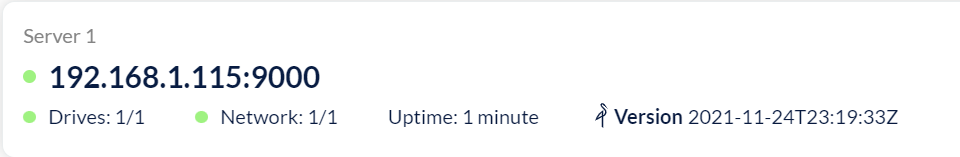 Server 1
192.168.1.115:9000
Drives: 1/1 Network: 1/1 Uptime: 1 minute Version 2021-11-24T23:19:33Z